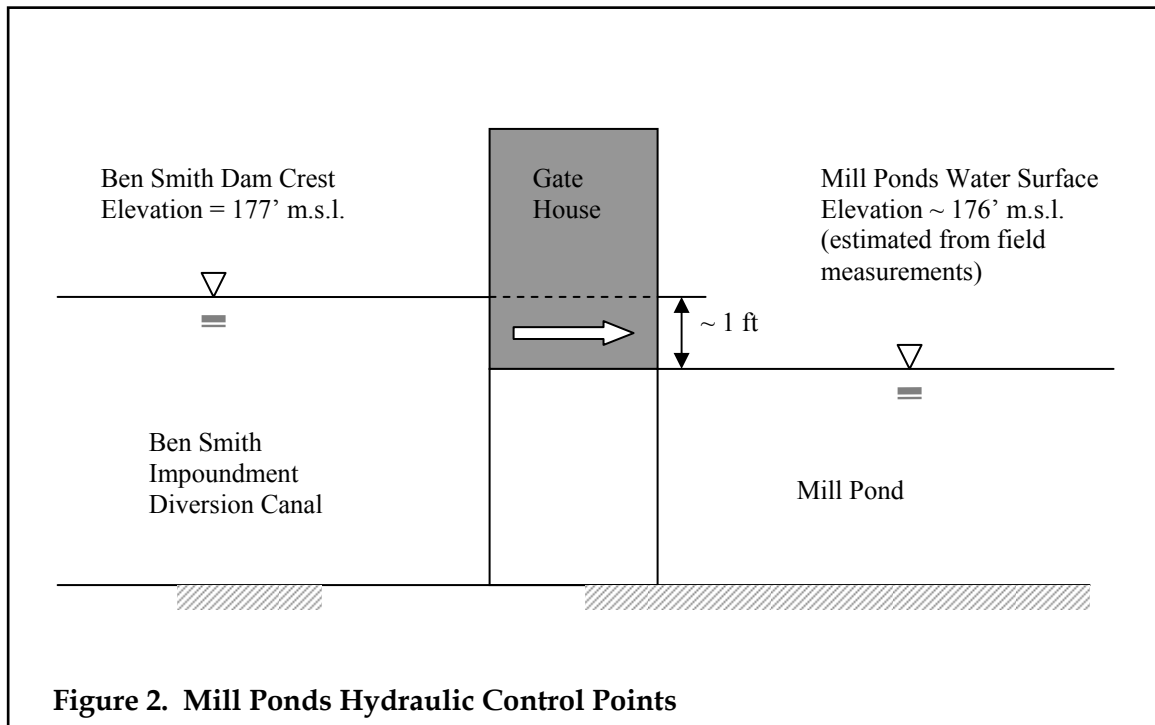 Ben Smith Dam Crest
Elevation = 177’ m.s.l.
Gate
House
Mill Ponds Water Surface
Elevation ~ 176’ m.s.l.
(estimated from field
measurements)
~ 1 ft
Ben Smith
Impoundment
Diversion Canal
Mill Pond
Figure 2. Mill Ponds Hydraulic Control Points